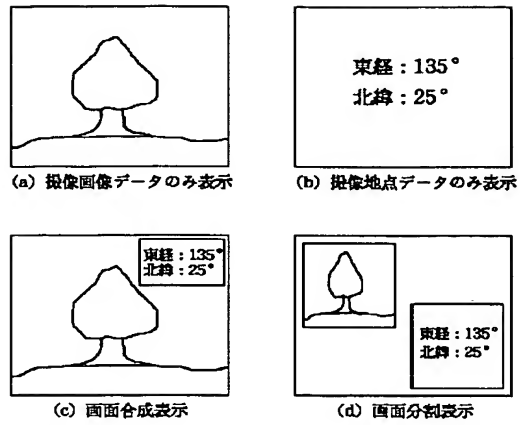 東経：135°
北緯：25°
(a) 撮像画像データのみ表示
(b) 撮像地点データのみ表示
東経：135°
北緯：25°
(c) 画面合成表示
東経：135°
北緯：25°
(d) 画面分割表示